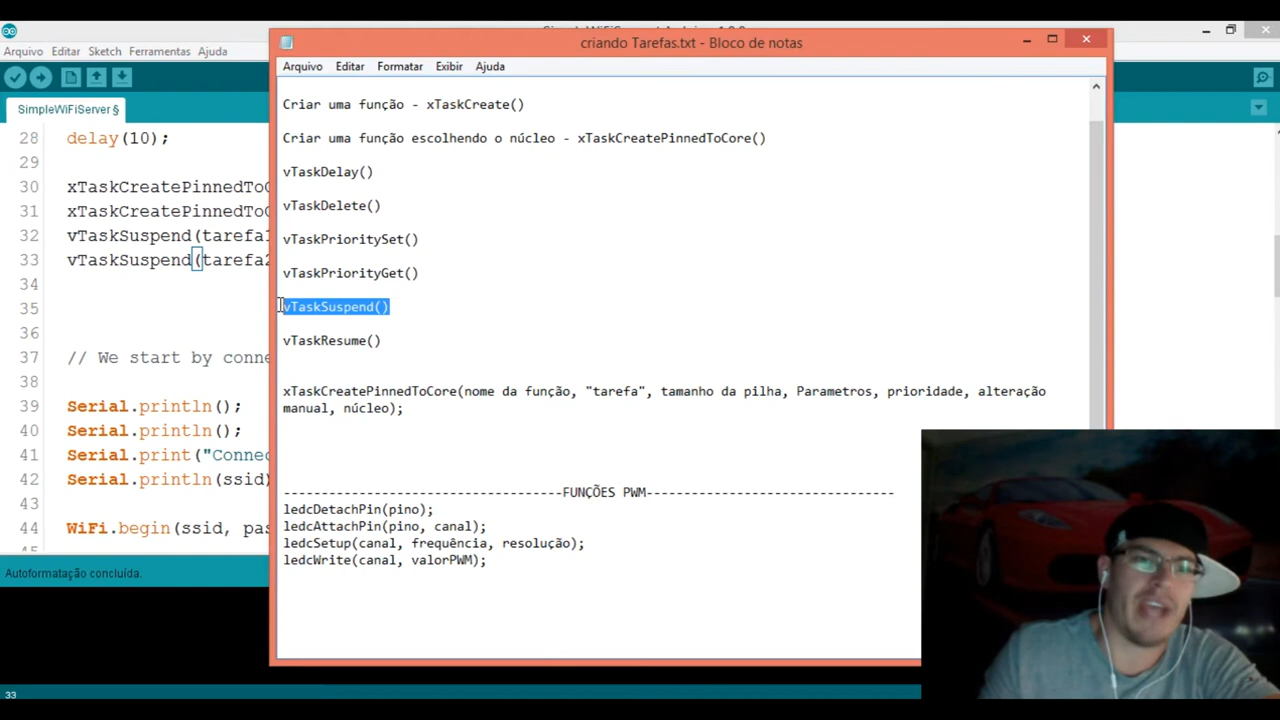 criando Tarefas.txt - Bloco de notas
Arquivo Editar Sketch Ferramentas Ajuda
Arquivo Editar Formatar Exibir Ajuda
SimpleWiFiServer §
28 delay(10);
29
30 xTaskCreatePinnedToC
31 xTaskCreatePinnedToC
32 vTaskSuspend(tarefa1
33 vTaskSuspend(tarefa2
34
35
36
37 // We start by conne
38
39 Serial.println();
40 Serial.println();
41 Serial.print("Connec
42 Serial.println(ssid)
43
44 WiFi.begin(ssid, pas
Criar uma função - xTaskCreate()
Criar uma função escolhendo o núcleo - xTaskCreatePinnedToCore()
vTaskDelay()
vTaskDelete()
vTaskPrioritySet()
vTaskPriorityGet()
vTaskSuspend()
vTaskResume()
xTaskCreatePinnedToCore(nome da função, "tarefa", tamanho da pilha, Parametros, prioridade, alteração
manual, núcleo);
-------------------------------------FUNÇÕES PWM---------------------------------
ledcDetachPin(pino);
ledcAttachPin(pino, canal);
ledcSetup(canal, frequência, resolução);
ledcWrite(canal, valorPWM);
Autoformatação concluída.
33